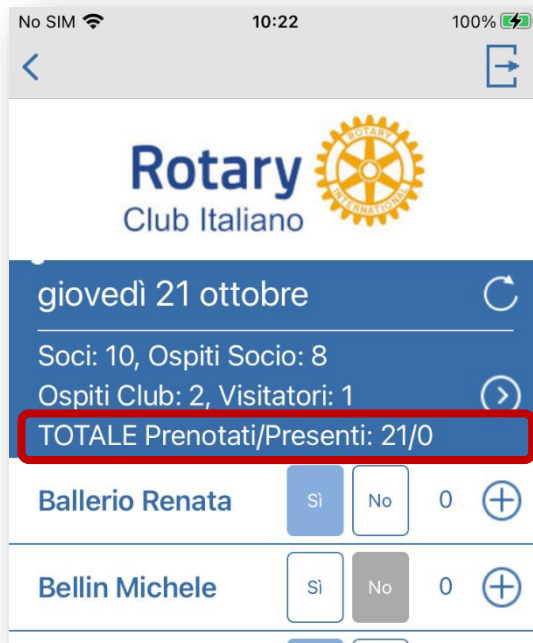 No SIM 10:22 100%
Rotary
Club Italiano
ROTARY
INTERNATIONAL
giovedì 21 ottobre
Soci: 10, Ospiti Socio: 8
Ospiti Club: 2, Visitatori: 1
TOTALE Prenotati/Presenti: 21/0
Ballerio Renata Sì No 0
Bellin Michele Sì No 0